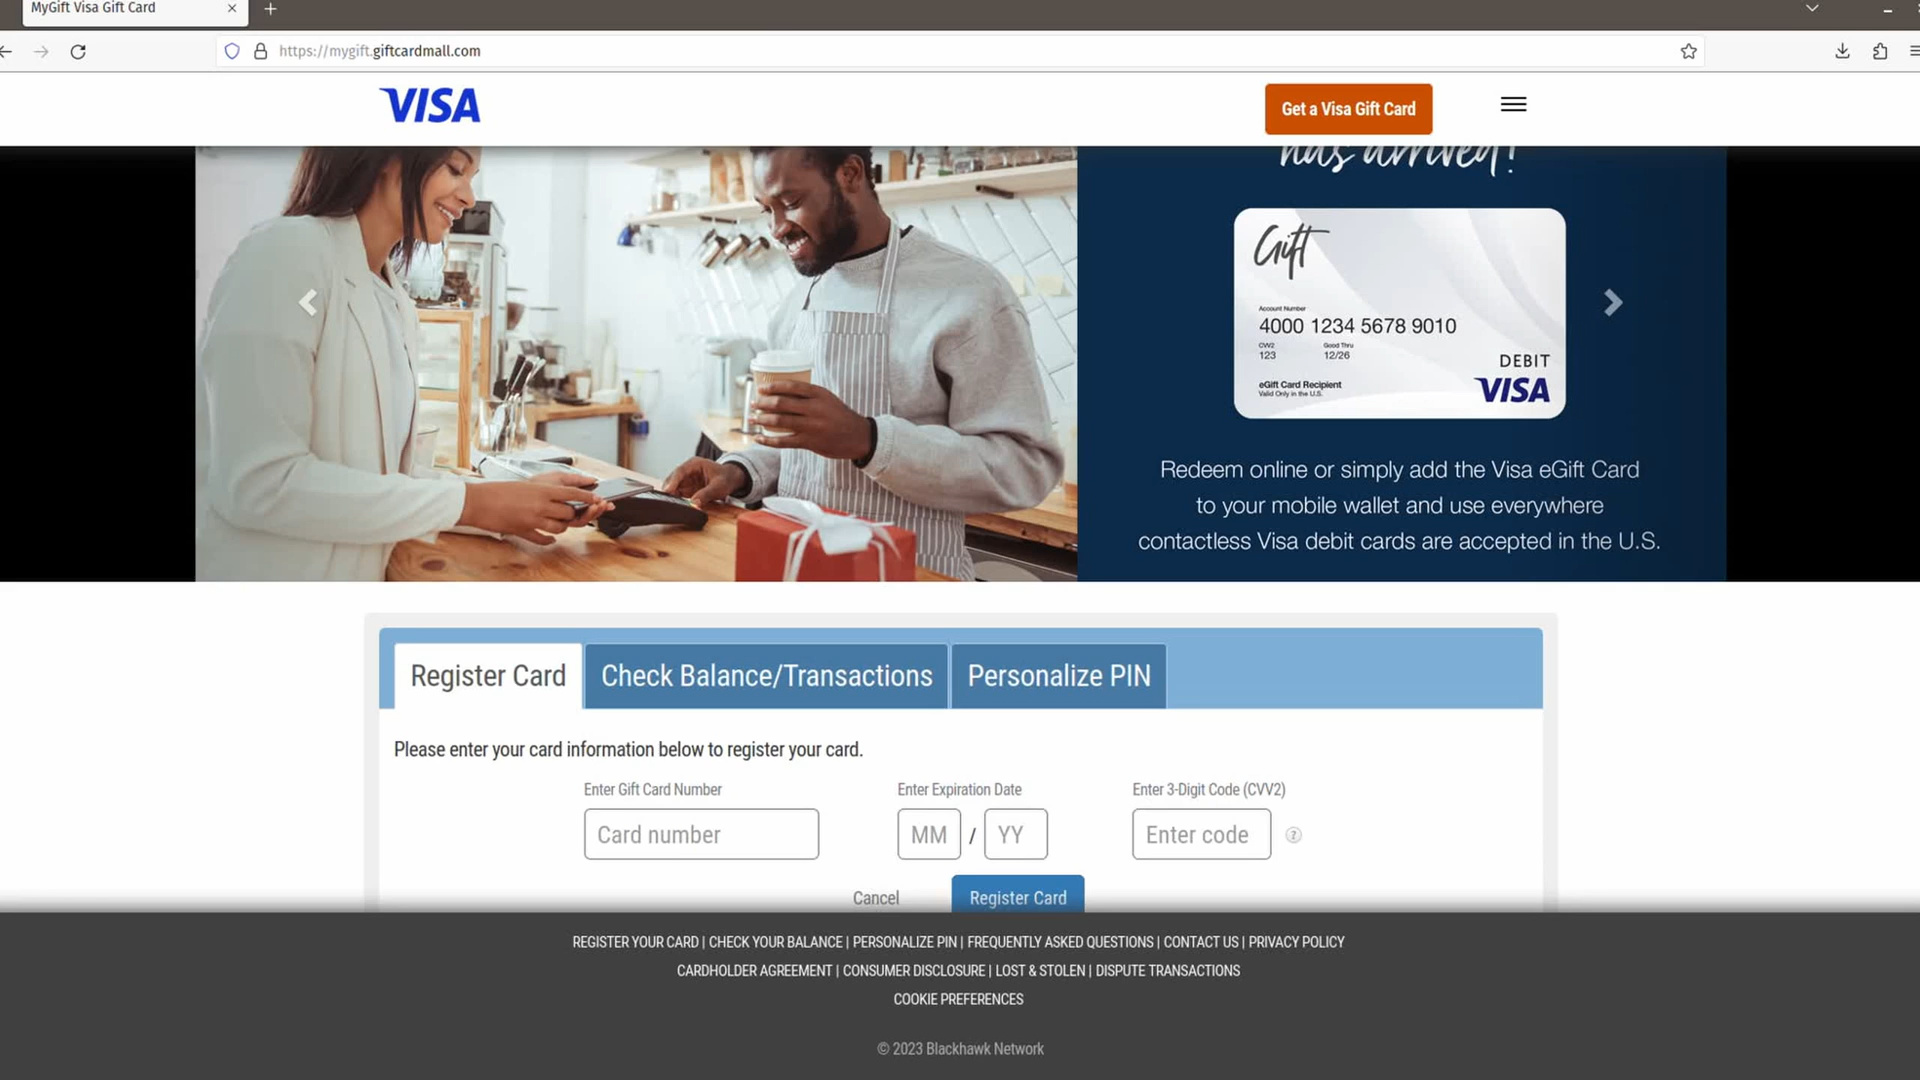 MyGift Visa Gift Card
https://mygift.giftcardmall.com
VISA
Get a Visa Gift Card
has arrived!
Gift
Account Number
4000 1234 5678 9010
CVV2 Good Thru
123 12/26
DEBIT
eGift Card Recipient
Valid Only in the U.S.
VISA
Redeem online or simply add the Visa eGift Card
to your mobile wallet and use everywhere
contactless Visa debit cards are accepted in the U.S.
Register Card
Check Balance/Transactions
Personalize PIN
Please enter your card information below to register your card.
Enter Gift Card Number
Enter Expiration Date
Enter 3-Digit Code (CVV2)
Card number
MM / YY
Enter code
?
Cancel
Register Card
REGISTER YOUR CARD | CHECK YOUR BALANCE | PERSONALIZE PIN | FREQUENTLY ASKED QUESTIONS | CONTACT US | PRIVACY POLICY
CARDHOLDER AGREEMENT | CONSUMER DISCLOSURE | LOST & STOLEN | DISPUTE TRANSACTIONS
COOKIE PREFERENCES
© 2023 Blackhawk Network